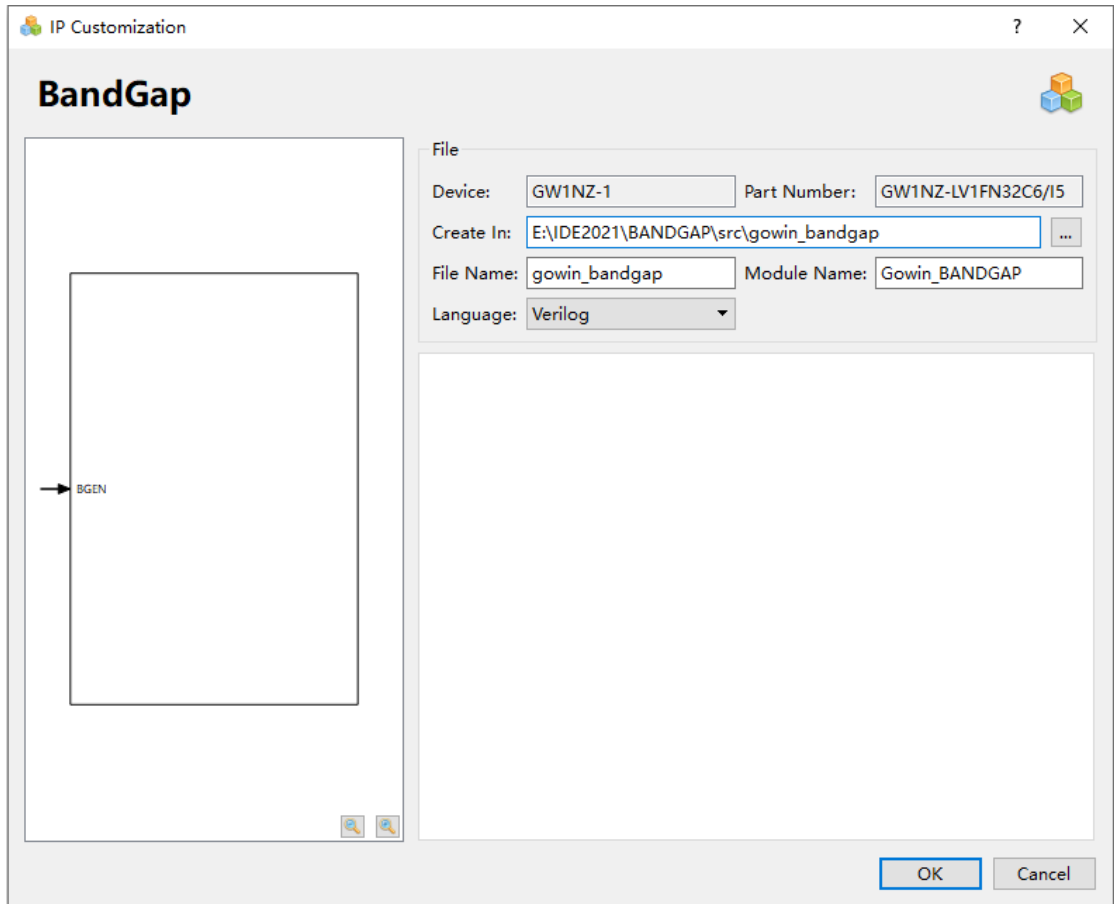 IP Customization ?
BandGap
BGEN
File
Device: GW1NZ-1 Part Number: GW1NZ-LV1FN32C6/I5
Create In: E:\IDE2021\BANDGAP\src\gowin_bandgap ...
File Name: gowin_bandgap Module Name: Gowin_BANDGAP
Language: Verilog
OK Cancel